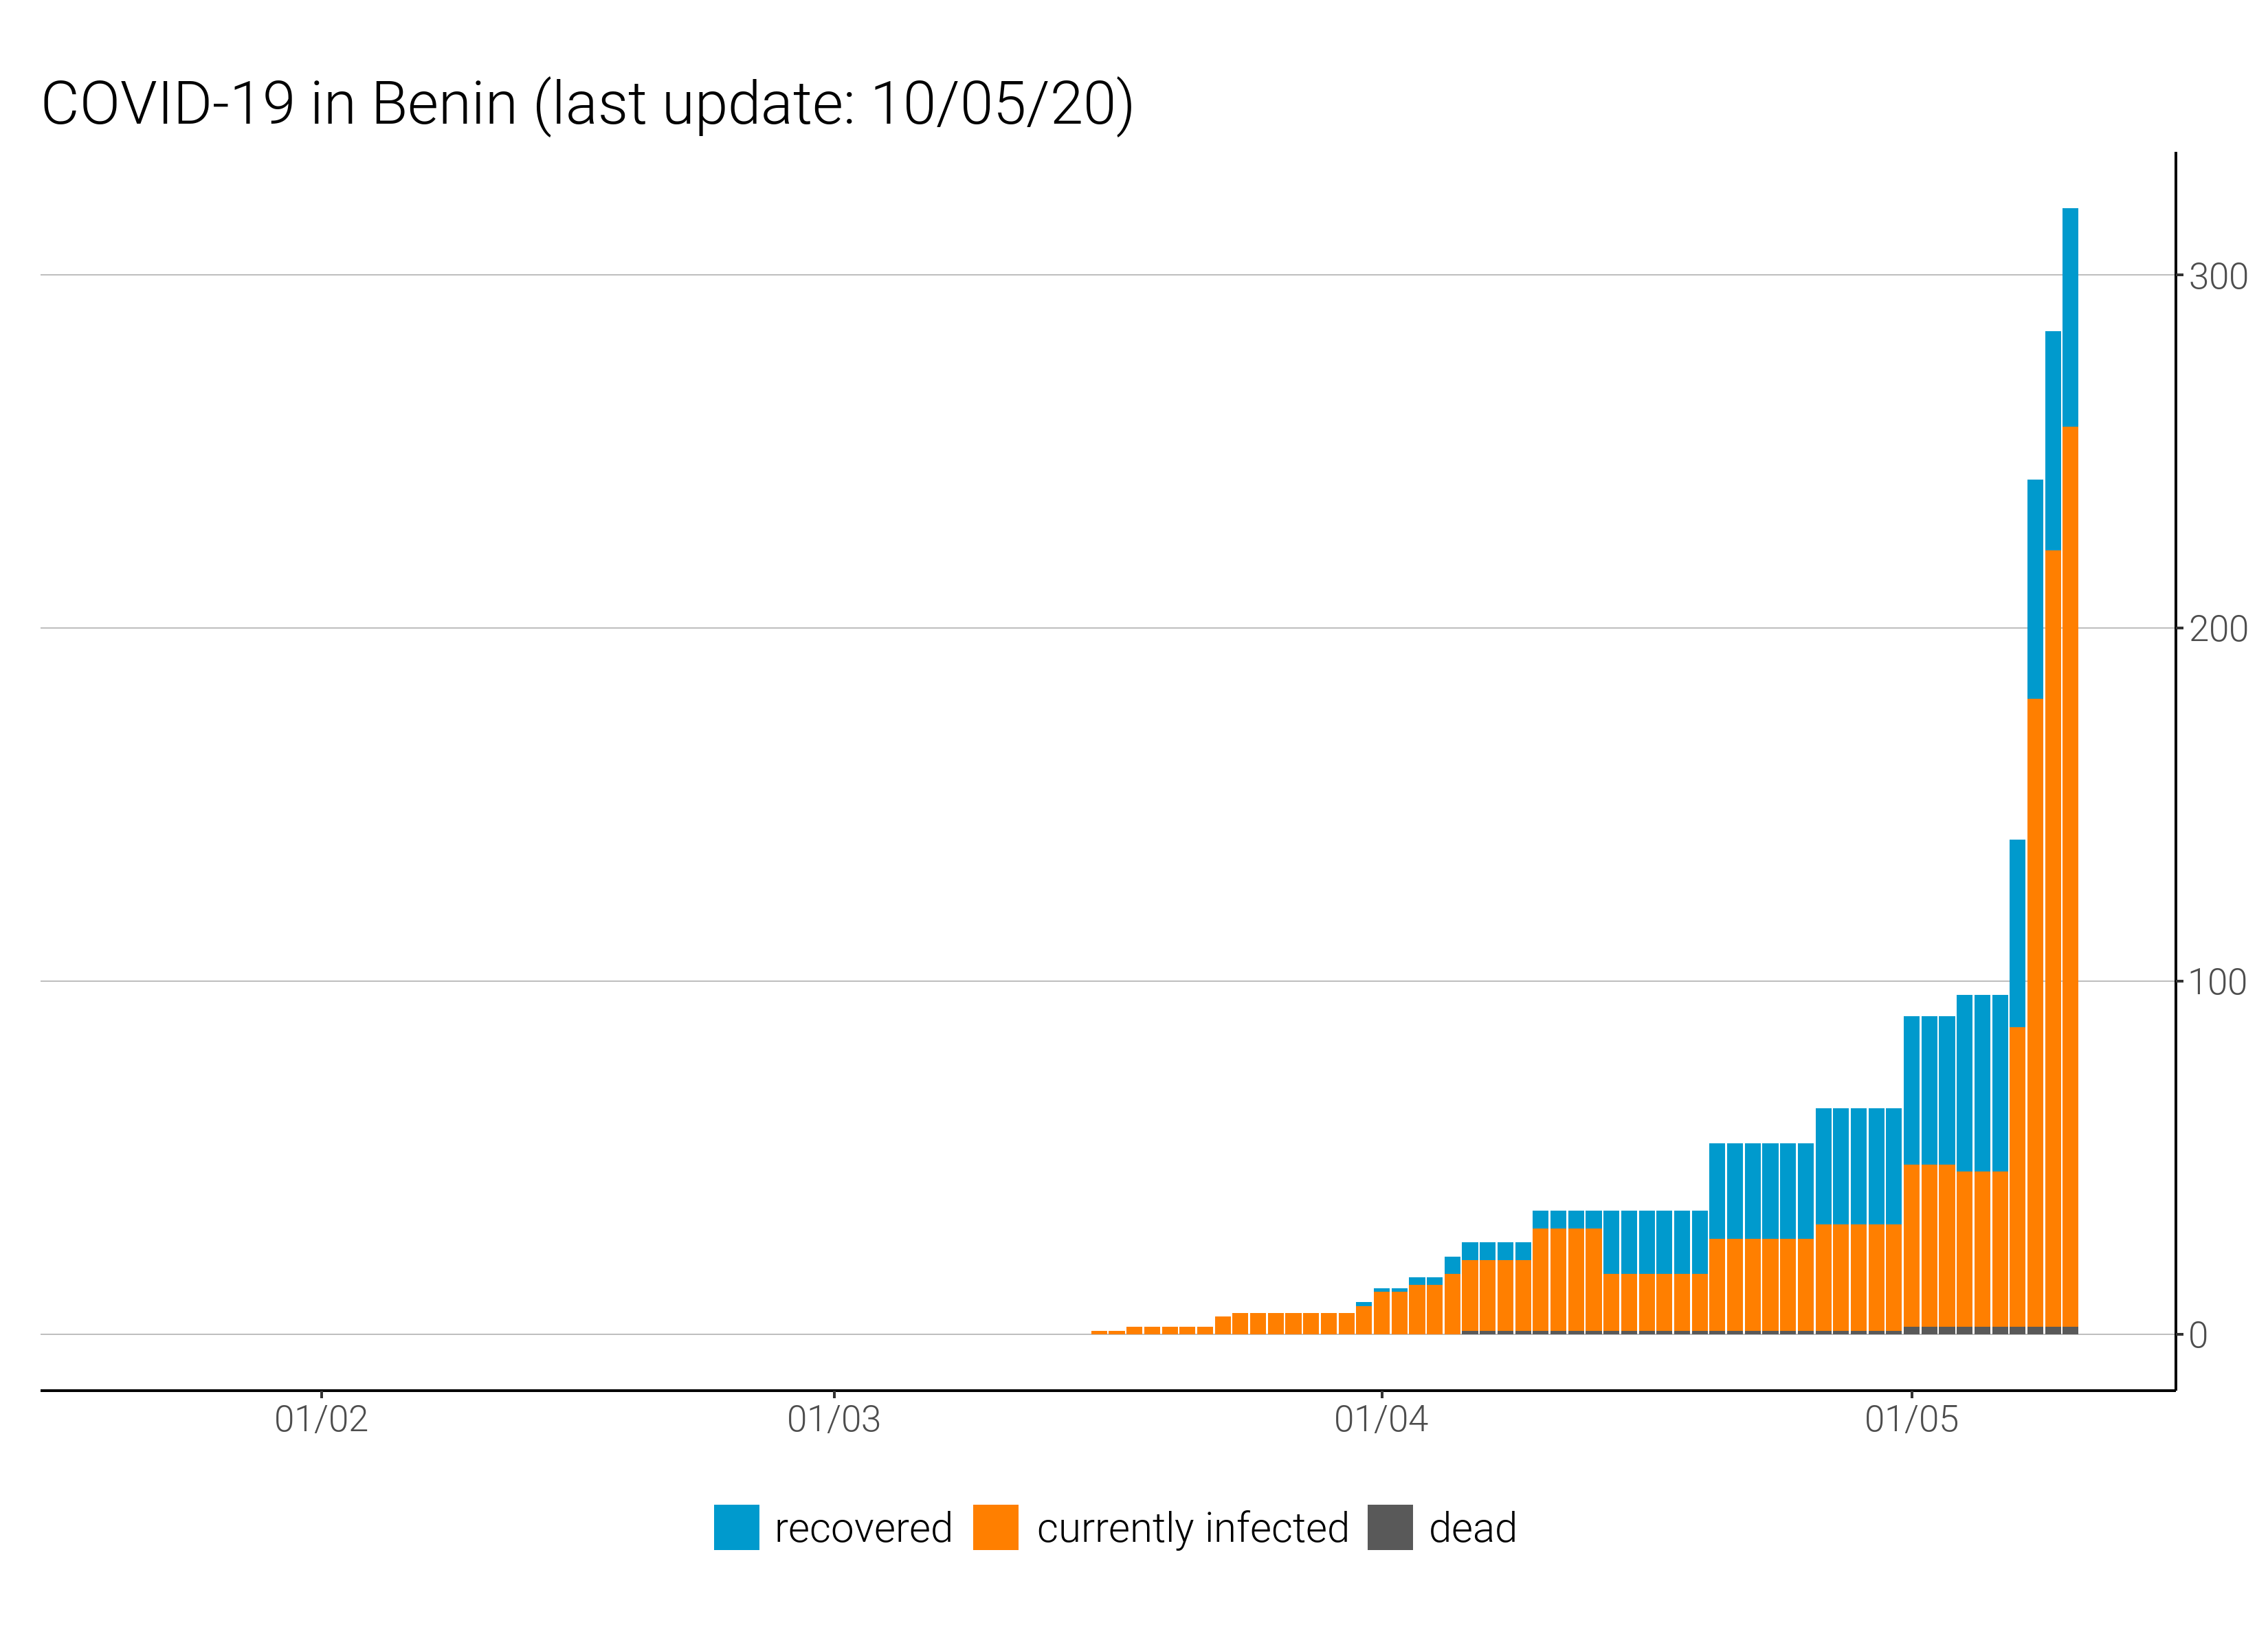 COVID-19 in Benin (last update: 10/05/20)
300
200
100
0
01/02 01/03 01/04 01/05
recovered currently infected dead